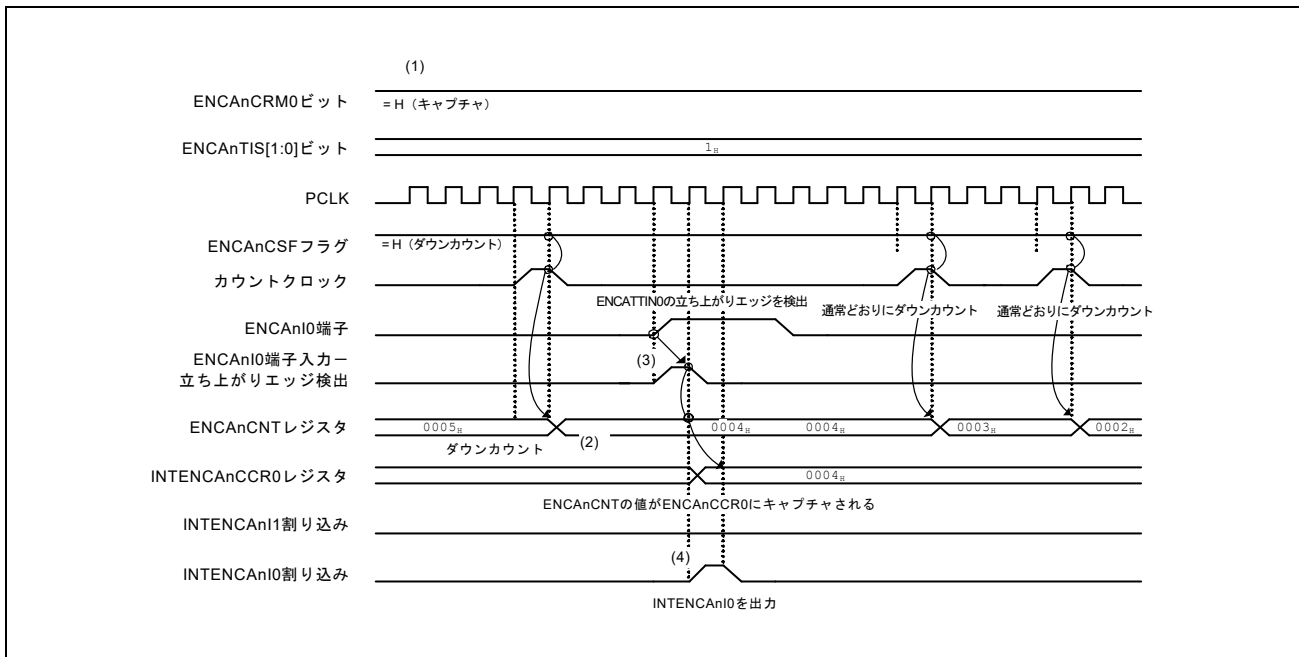 (1)
ENCAnCRM0ビット
= H（キャプチャ）
ENCAnTIS[1:0]ビット
1H
PCLK
ENCAnCSFフラグ
= H（ダウンカウント）
カウントクロック
ENCATTIN0の立ち上がりエッジを検出
通常どおりにダウンカウント
通常どおりにダウンカウント
ENCAnI0端子
ENCAnI0端子入力－
立ち上がりエッジ検出
(3)
ENCAnCNTレジスタ
0005H
0004H
0004H
0003H
0002H
ダウンカウント
(2)
INTENCAnCCR0レジスタ
0004H
ENCAnCNTの値がENCAnCCR0にキャプチャされる
INTENCAnI1割り込み
(4)
INTENCAnI0割り込み
INTENCAnI0を出力